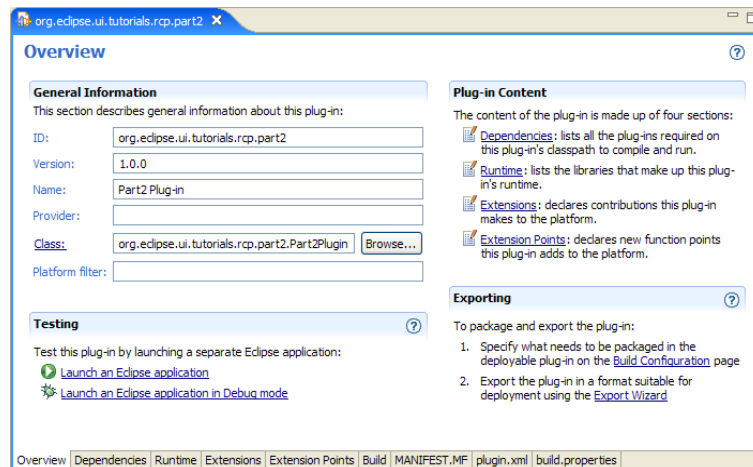 org.eclipse.ui.tutorials.rcp.part2
Overview
General Information
This section describes general information about this plug-in:
ID: org.eclipse.ui.tutorials.rcp.part2
Version: 1.0.0
Name: Part2 Plug-in
Provider:
Class: org.eclipse.ui.tutorials.rcp.part2.Part2Plugin Browse...
Platform filter:
Testing
Test this plug-in by launching a separate Eclipse application:
Launch an Eclipse application
Launch an Eclipse application in Debug mode
Plug-in Content
The content of the plug-in is made up of four sections:
Dependencies: lists all the plug-ins required on
this plug-in's classpath to compile and run.
Runtime: lists the libraries that make up this plug-
in's runtime.
Extensions: declares contributions this plug-in
makes to the platform.
Extension Points: declares new function points
this plug-in adds to the platform.
Exporting
To package and export the plug-in:
1. Specify what needs to be packaged in the
deployable plug-in on the Build Configuration page
2. Export the plug-in in a format suitable for
deployment using the Export Wizard
Overview Dependencies Runtime Extensions Extension Points Build MANIFEST.MF plugin.xml build.properties